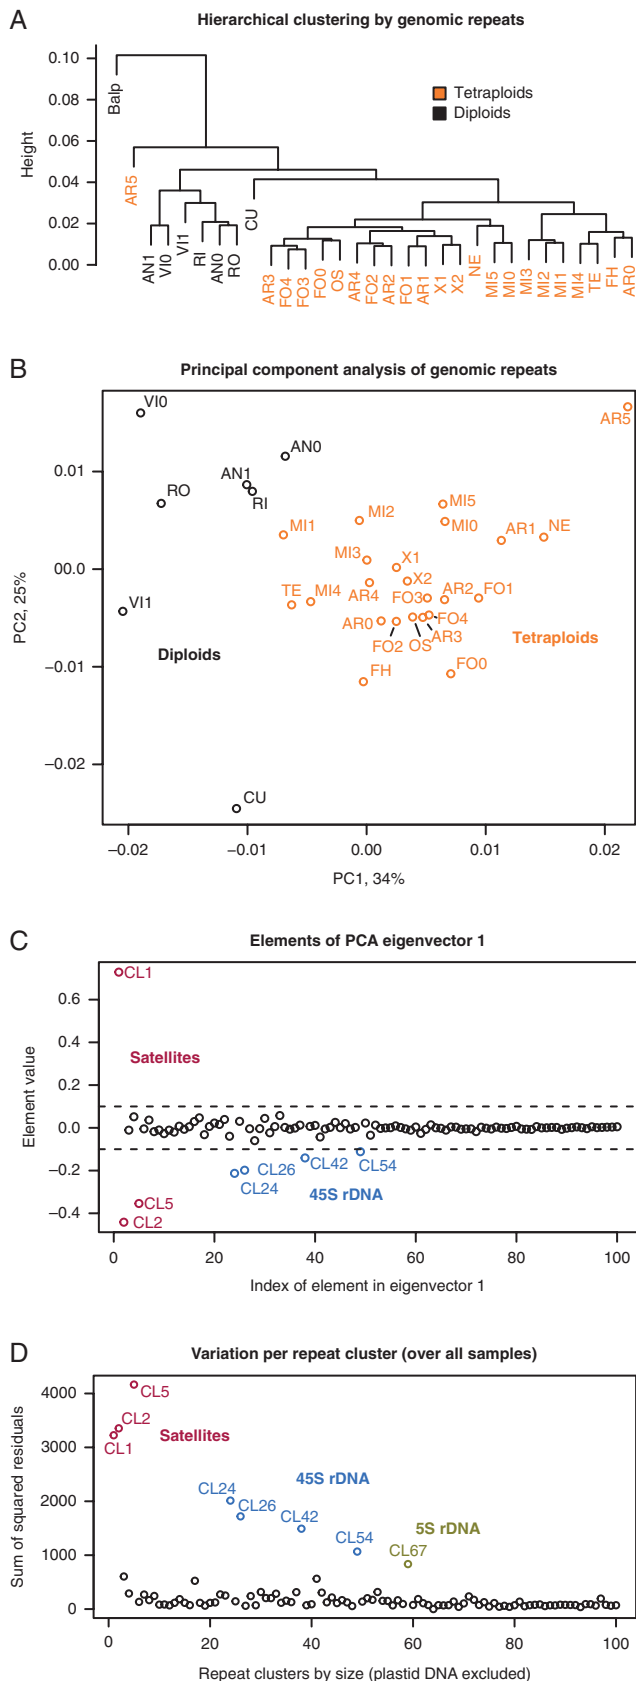 A
Hierarchical clustering by genomic repeats
0.10
0.08
0.06
0.04
0.02
0.00
Height
Tetraploids
Diploids
Balp
AR5
AN1
VI0
VI1
RI
AN0
RO
CU
AR3
FO4
FO3
FO0
OS
AR4
FO2
AR2
FO1
AR1
X1
X2
NE
MI5
MI0
MI3
MI2
MI1
MI4
TE
FH
AR0
B
Principal component analysis of genomic repeats
VI0
AR5
AN0
AN1
RI
RO
MI5
MI2
MI0
MI1
AR1
NE
MI3
X1
X2
TE
MI4
AR4
FO3
AR2
FO1
VI1
AR0
FO4
AR3
FO2
OS
Diploids
Tetraploids
FH
FO0
CU
0.01
0.00
−0.01
−0.02
PC2, 25%
−0.02
−0.01
0.00
0.01
0.02
PC1, 34%
C
Elements of PCA eigenvector 1
CL1
Satellites
0.6
0.4
0.2
0.0
−0.2
−0.4
Element value
CL26
CL42
CL54
CL24
45S rDNA
CL5
CL2
0
20
40
60
80
100
Index of element in eigenvector 1
D
Variation per repeat cluster (over all samples)
4000
3000
2000
1000
0
Sum of squared residuals
CL5
CL2
CL1
Satellites
45S rDNA
CL24
CL26
CL42
CL54
5S rDNA
CL67
0
20
40
60
80
100
Repeat clusters by size (plastid DNA excluded)